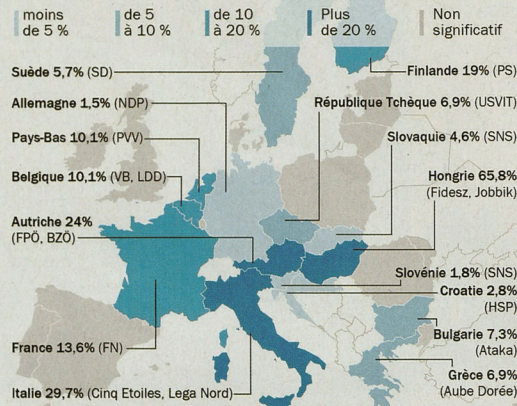 moins
de 5 %
de 5
à 10 %
de 10
à 20 %
Plus
de 20 %
Non
significatif
Suède 5,7% (SD)
Finlande 19% (PS)
Allemagne 1,5% (NDP)
République Tchèque 6,9% (USVIT)
Pays-Bas 10,1% (PVV)
Slovaquie 4,6% (SNS)
Belgique 10,1% (VB, LDD)
Hongrie 65,8%
(Fidesz, Jobbik)
Autriche 24%
(FPÖ, BZÖ)
Slovénie 1,8% (SNS)
Croatie 2,8%
(HSP)
Bulgarie 7,3%
(Ataka)
France 13,6% (FN)
Grèce 6,9%
(Aube Dorée)
Italie 29,7% (Cinq Etoiles, Lega Nord)